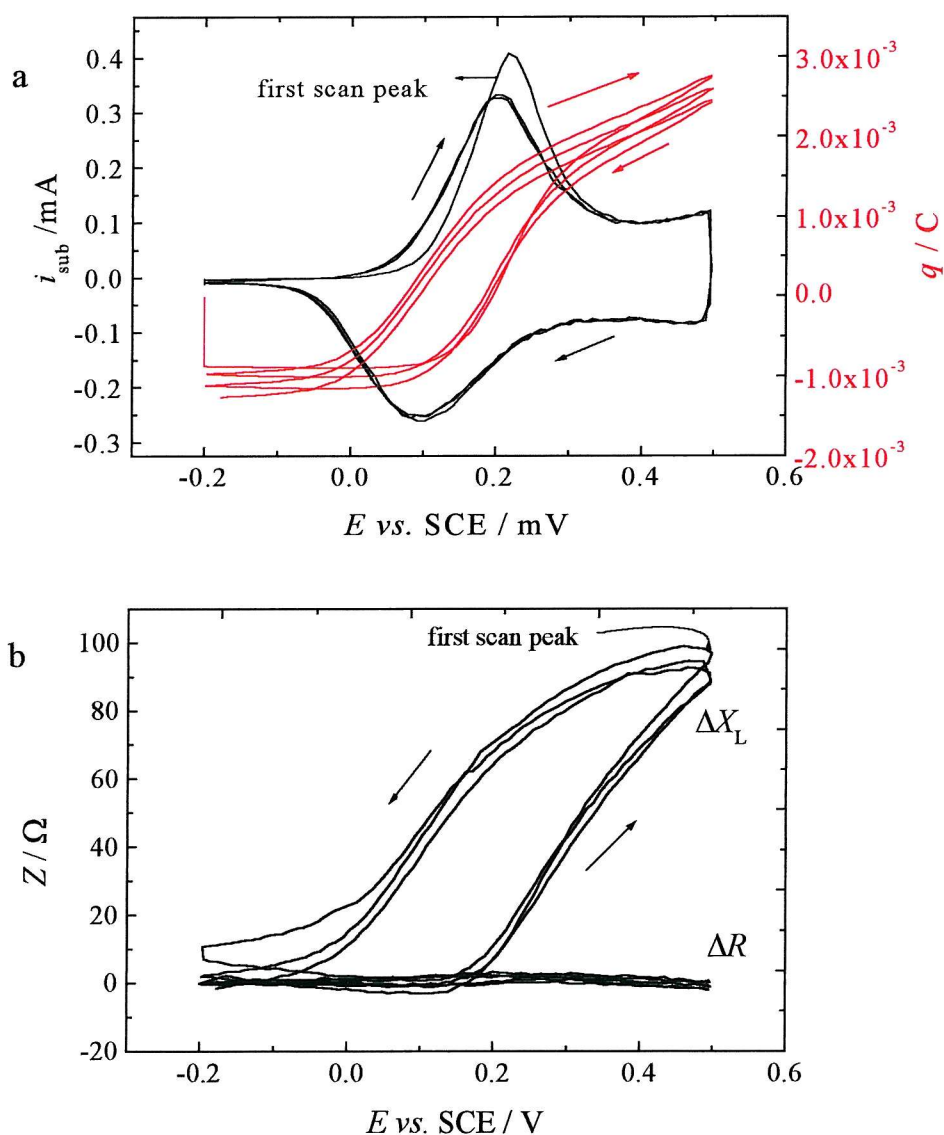 a
first scan peak
i_sub /mA
0.4
0.3
0.2
0.1
0.0
-0.1
-0.2
-0.3
3.0x10⁻³
2.0x10⁻³
1.0x10⁻³
0.0
-1.0x10⁻³
-2.0x10⁻³
q / C
-0.2 0.0 0.2 0.4 0.6
E vs. SCE / mV
b
first scan peak
Z / Ω
100
80
60
40
20
0
-20
ΔX_L
ΔR
-0.2 0.0 0.2 0.4 0.6
E vs. SCE / V